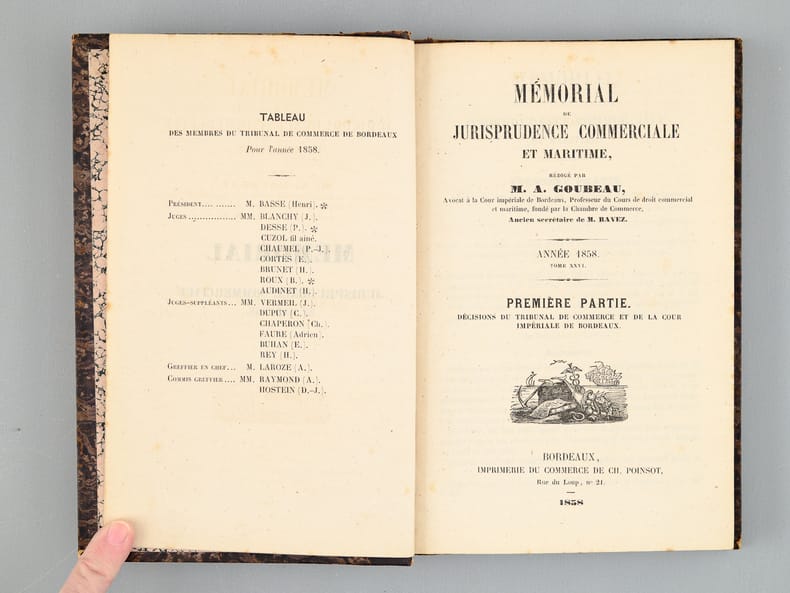 TABLEAU
DES MEMBRES DU TRIBUNAL DE COMMERCE DE BORDEAUX
Pour l'année 1858.
PRÉSIDENT.... ....... M. BASSE (Henri). *
JUGES ................ MM. BLANCHY (J.).
DESSE (P.). *
CUZOL fil aîné.
CHAUMEL (P.-J.).
CORTÈS (E.).
BRUNET (H.).
ROUX (B.). *
AUDINET (H.).
JUGES-SUPPLÉANTS... MM. VERMEIL (J.).
DUPUY (C.).
CHAPERON (Ch.).
FAURE (Adrien).
BUHAN (E.).
REY (H.).
GREFFIER EN CHEF... M. LAROZE (A.).
COMMIS GREFFIER .... MM. RAYMOND (A.).
HOSTEIN (D.-J.).
MÉMORIAL
DE
JURISPRUDENCE COMMERCIALE
ET MARITIME,
RÉDIGÉ PAR
M. A. GOUBEAU,
Avocat à la Cour impériale de Bordeaux, Professeur du Cours de droit commercial
et maritime, fondé par la Chambre de Commerce,
Ancien secrétaire de M. RAVEZ.
ANNÉE 1858.
TOME XXVI.
PREMIÈRE PARTIE.
DÉCISIONS DU TRIBUNAL DE COMMERCE ET DE LA COUR
IMPÉRIALE DE BORDEAUX.
BORDEAUX,
IMPRIMERIE DU COMMERCE DE CH. POINSOT,
Rue du Loup, n° 21.
1858